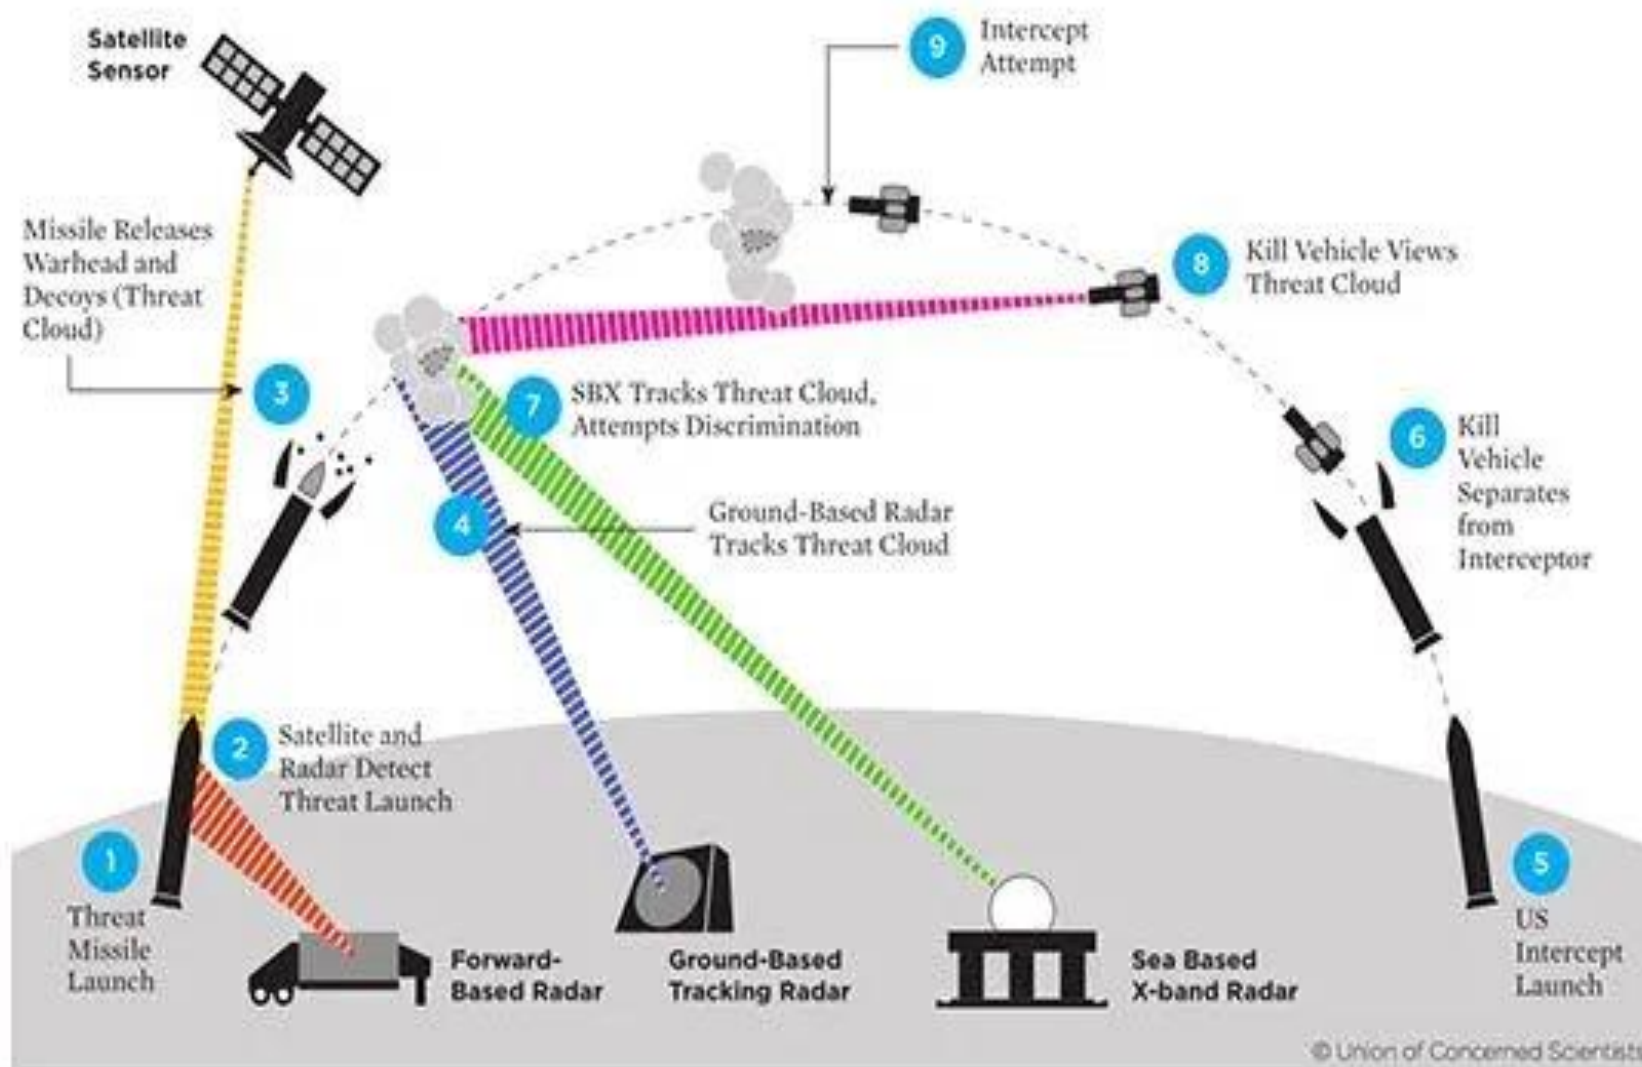 Satellite
Sensor
9
Intercept
Attempt
Missile Releases
Warhead and
Decoys (Threat
Cloud)
8
Kill Vehicle Views
Threat Cloud
3
7
SBX Tracks Threat Cloud,
Attempts Discrimination
6
Kill
Vehicle
Separates
from
Interceptor
4
Ground-Based Radar
Tracks Threat Cloud
2
Satellite and
Radar Detect
Threat Launch
1
Threat
Missile
Launch
5
US
Intercept
Launch
Forward-
Based Radar
Ground-Based
Tracking Radar
Sea Based
X-band Radar
© Union of Concerned Scientists